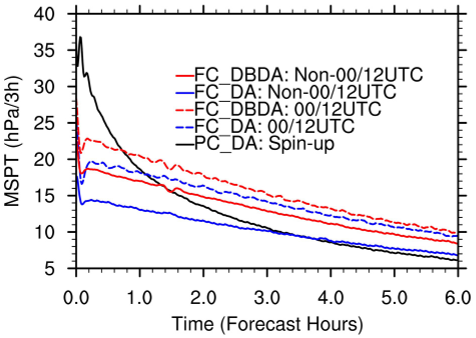 40
35
30
25
20
15
10
5
MSPT (hPa/3h)
FC_DBDA: Non-00/12UTC
FC_DA: Non-00/12UTC
FC_DBDA: 00/12UTC
FC_DA: 00/12UTC
PC_DA: Spin-up
0.0 1.0 2.0 3.0 4.0 5.0 6.0
Time (Forecast Hours)